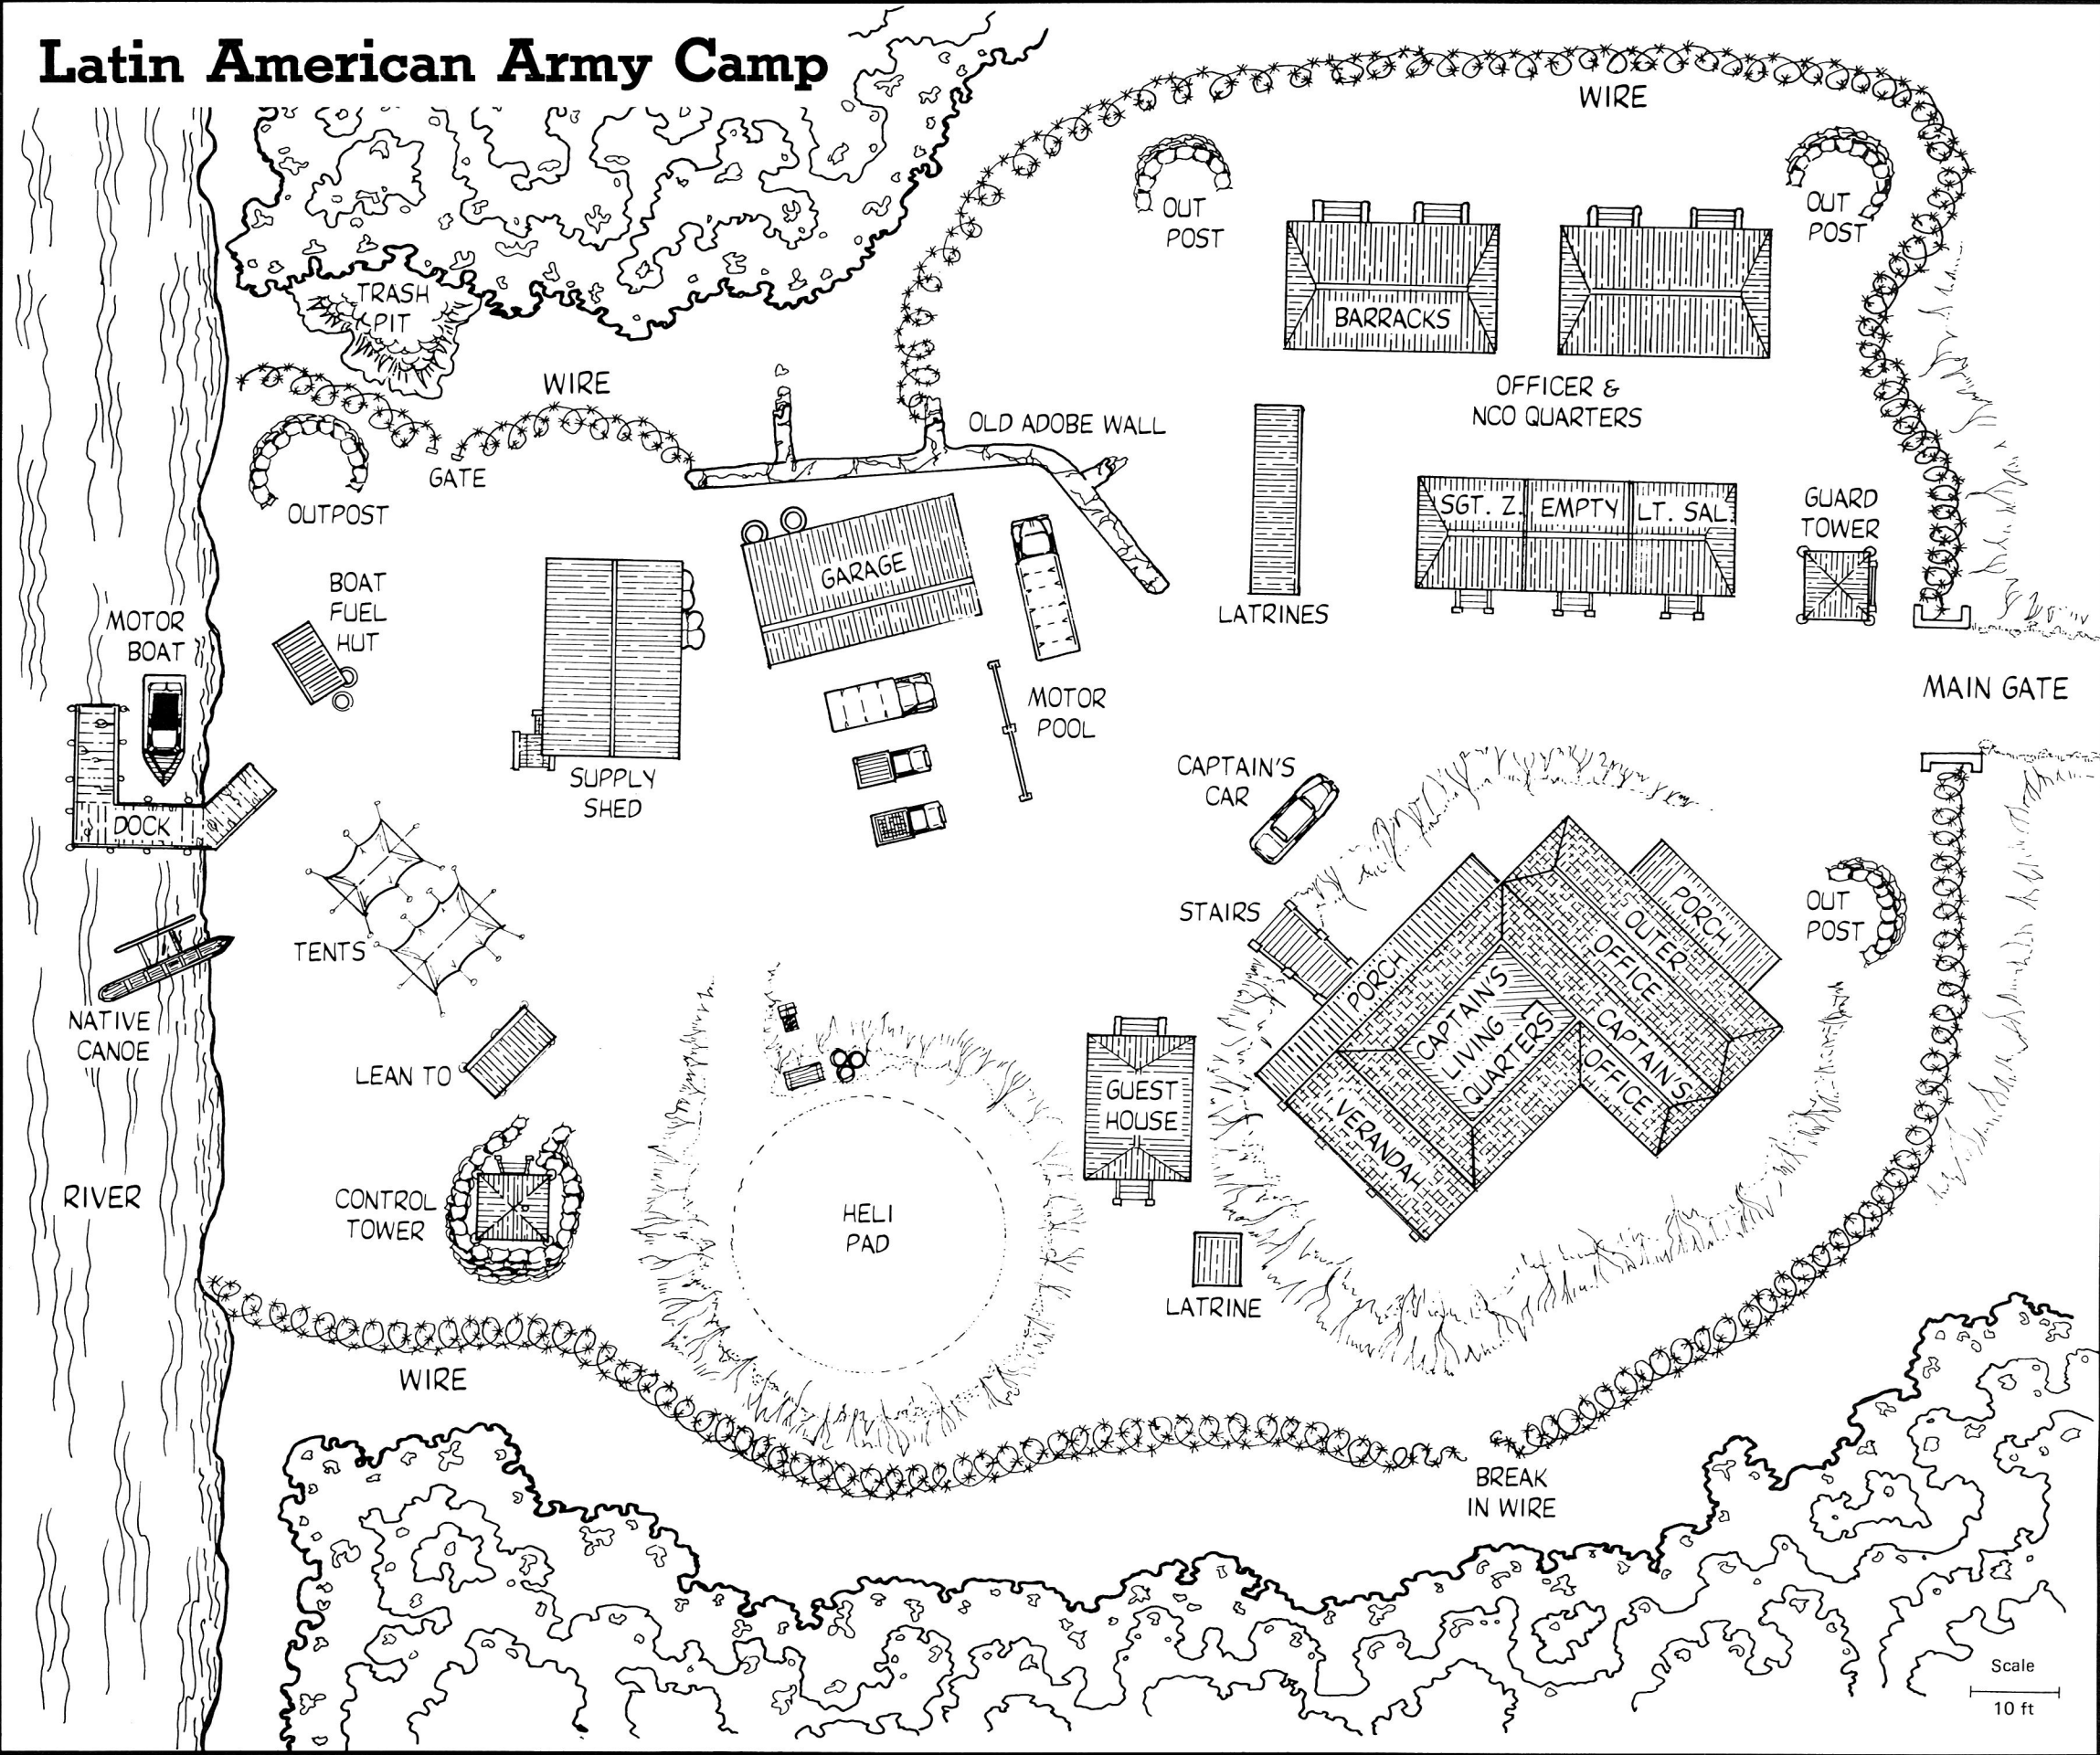 Latin American Army Camp
WIRE
OUT
POST
OUT
POST
TRASH
PIT
BARRACKS
WIRE
OFFICER &
NCO QUARTERS
OLD ADOBE WALL
GATE
OUTPOST
SGT. Z.
EMPTY
LT. SAL.
GUARD
TOWER
GARAGE
BOAT
FUEL
HUT
LATRINES
MOTOR
BOAT
MAIN GATE
MOTOR
POOL
SUPPLY
SHED
CAPTAIN'S
CAR
DOCK
STAIRS
PORCH
OUTER
OFFICE
OUT
POST
TENTS
PORCH
CAPTAIN'S
LIVING
QUARTERS
CAPTAIN'S
OFFICE
NATIVE
CANOE
LEAN TO
GUEST
HOUSE
VERANDAH
RIVER
CONTROL
TOWER
HELI
PAD
LATRINE
WIRE
BREAK
IN WIRE
Scale
10 ft